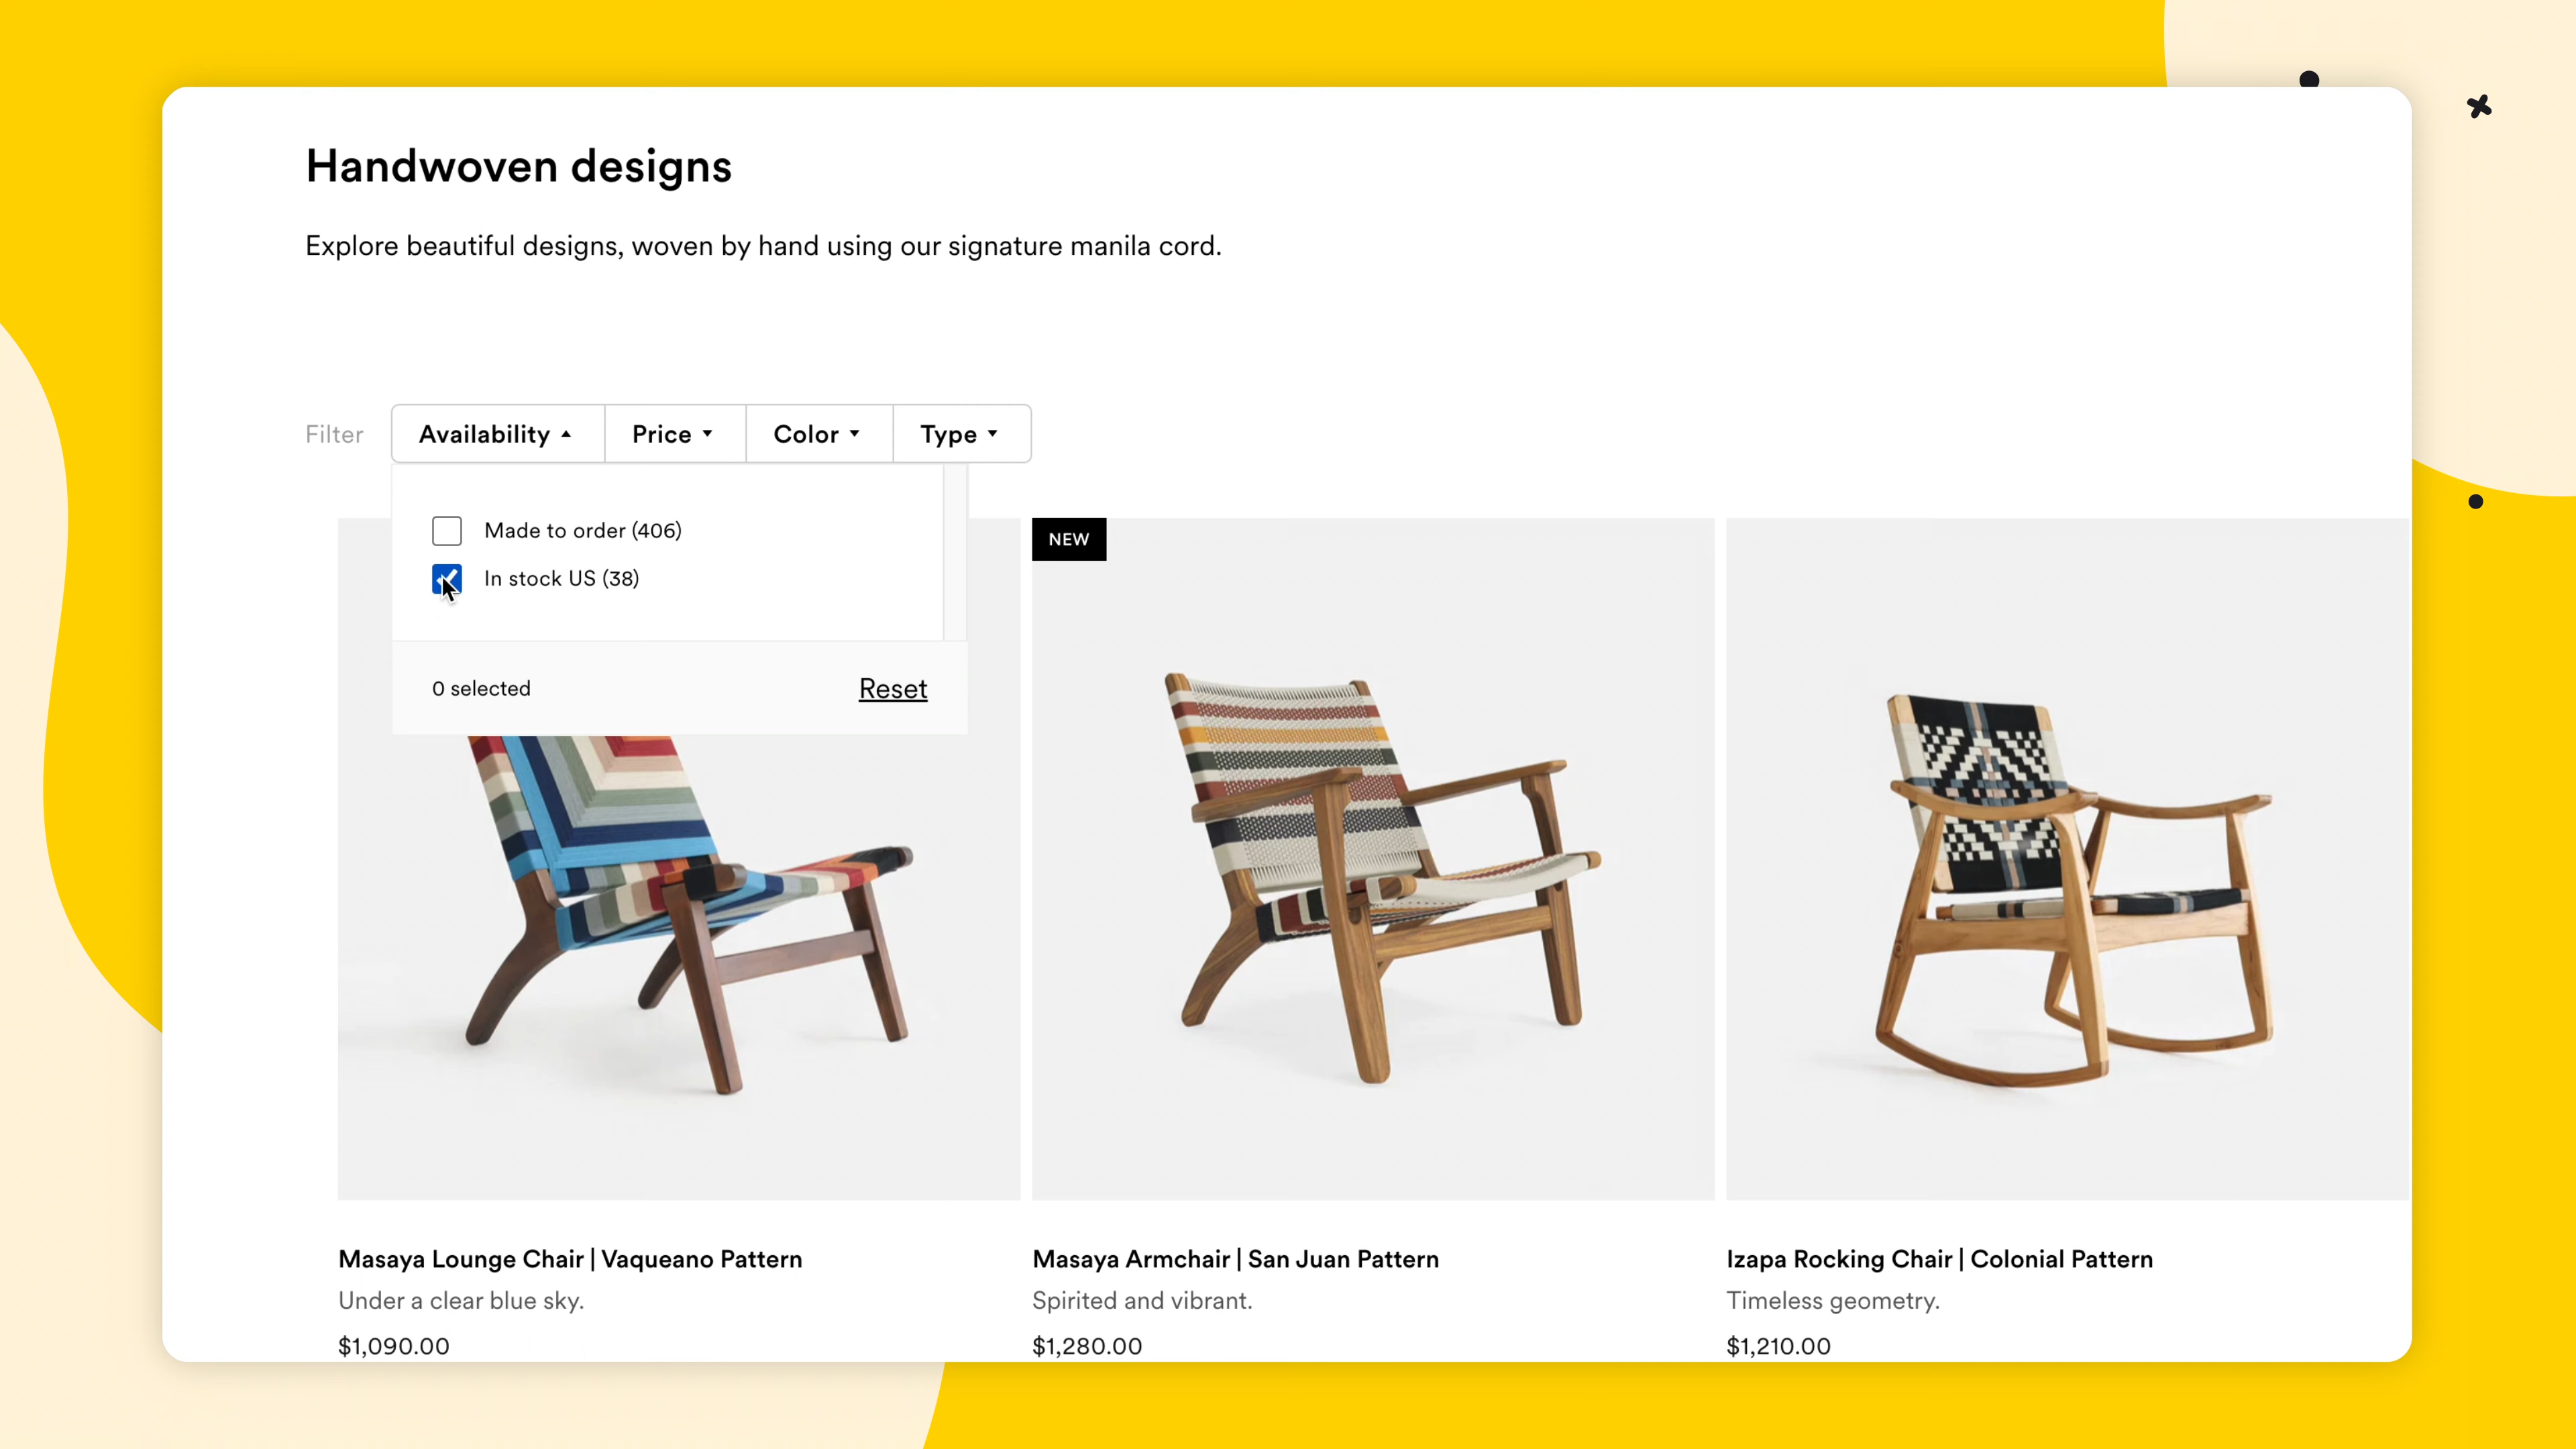 Handwoven designs
Explore beautiful designs, woven by hand using our signature manila cord.
Filter
Availability
Price
Color
Type
Made to order (406)
In stock US (38)
0 selected
Reset
NEW
Masaya Lounge Chair | Vaqueano Pattern
Under a clear blue sky.
$1,090.00
Masaya Armchair | San Juan Pattern
Spirited and vibrant.
$1,280.00
Izapa Rocking Chair | Colonial Pattern
Timeless geometry.
$1,210.00